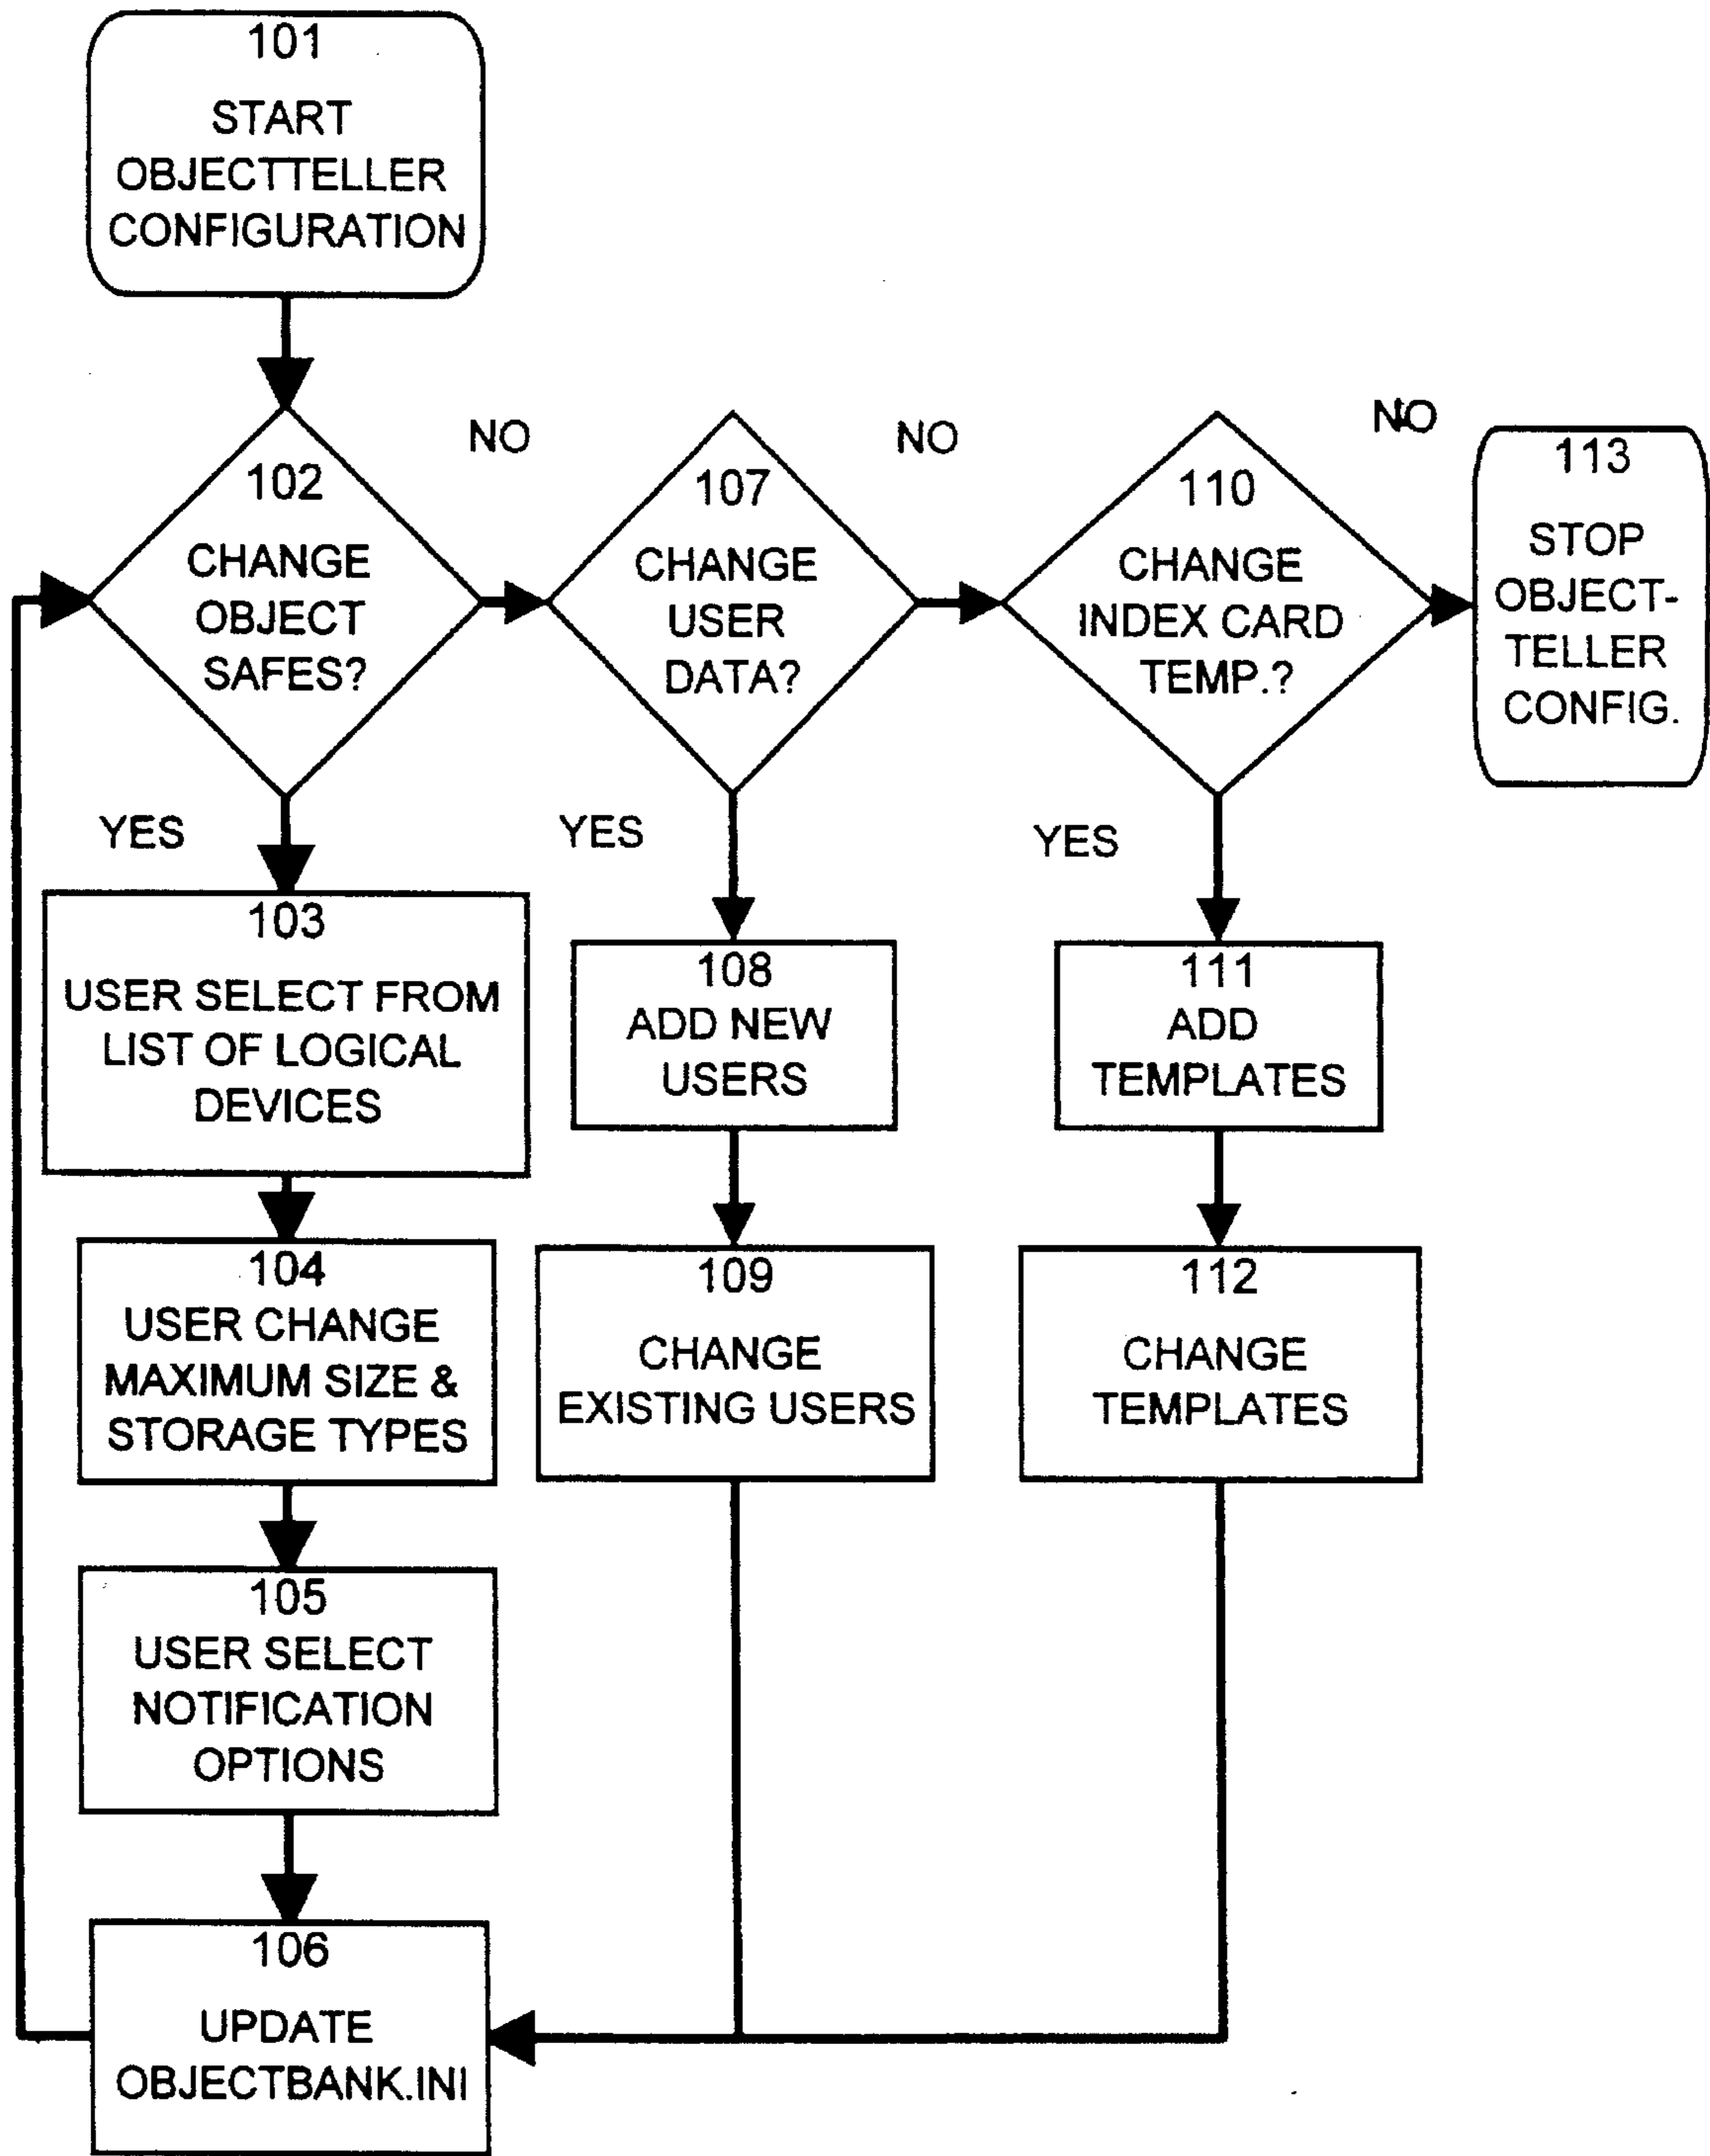 101
START
OBJECTTELLER
CONFIGURATION
102
CHANGE
OBJECT
SAFES?
NO
YES
107
CHANGE
USER
DATA?
NO
YES
110
CHANGE
INDEX CARD
TEMP.?
NO
YES
113
STOP
OBJECT-
TELLER
CONFIG.
103
USER SELECT FROM
LIST OF LOGICAL
DEVICES
108
ADD NEW
USERS
111
ADD
TEMPLATES
104
USER CHANGE
MAXIMUM SIZE &
STORAGE TYPES
109
CHANGE
EXISTING USERS
112
CHANGE
TEMPLATES
105
USER SELECT
NOTIFICATION
OPTIONS
106
UPDATE
OBJECTBANK.INI